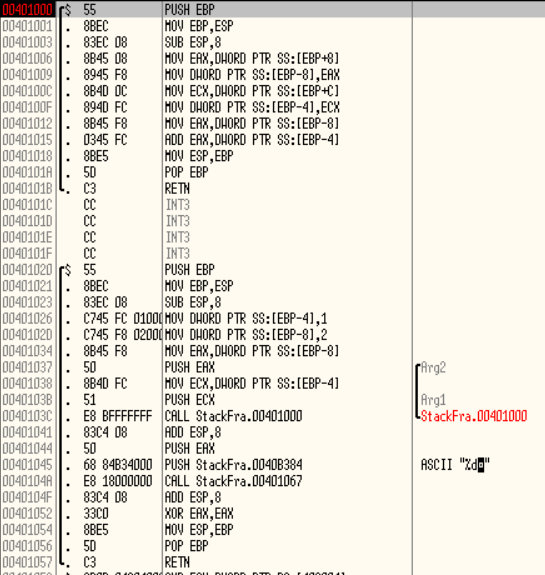 00401000 $ 55 PUSH EBP
00401001 . 8BEC MOV EBP,ESP
00401003 . 83EC 08 SUB ESP,8
00401006 . 8B45 08 MOV EAX,DWORD PTR SS:[EBP+8]
00401009 . 8945 F8 MOV DWORD PTR SS:[EBP-8],EAX
0040100C . 8B4D 0C MOV ECX,DWORD PTR SS:[EBP+C]
0040100F . 894D FC MOV DWORD PTR SS:[EBP-4],ECX
00401012 . 8B45 F8 MOV EAX,DWORD PTR SS:[EBP-8]
00401015 . 0345 FC ADD EAX,DWORD PTR SS:[EBP-4]
00401018 . 8BE5 MOV ESP,EBP
0040101A . 5D POP EBP
0040101B . C3 RETN
0040101C CC INT3
0040101D CC INT3
0040101E CC INT3
0040101F CC INT3
00401020 $ 55 PUSH EBP
00401021 . 8BEC MOV EBP,ESP
00401023 . 83EC 08 SUB ESP,8
00401026 . C745 FC 0100 MOV DWORD PTR SS:[EBP-4],1
0040102D . C745 F8 0200 MOV DWORD PTR SS:[EBP-8],2
00401034 . 8B45 F8 MOV EAX,DWORD PTR SS:[EBP-8]
00401037 . 50 PUSH EAX Arg2
00401038 . 8B4D FC MOV ECX,DWORD PTR SS:[EBP-4]
0040103B . 51 PUSH ECX Arg1
0040103C . E8 BFFFFFFF CALL StackFra.00401000 StackFra.00401000
00401041 . 83C4 08 ADD ESP,8
00401044 . 50 PUSH EAX
00401045 . 68 84B34000 PUSH StackFra.0040B384 ASCII "%d◙"
0040104A . E8 18000000 CALL StackFra.00401067
0040104F . 83C4 08 ADD ESP,8
00401052 . 33C0 XOR EAX,EAX
00401054 . 8BE5 MOV ESP,EBP
00401056 . 5D POP EBP
00401057 . C3 RETN